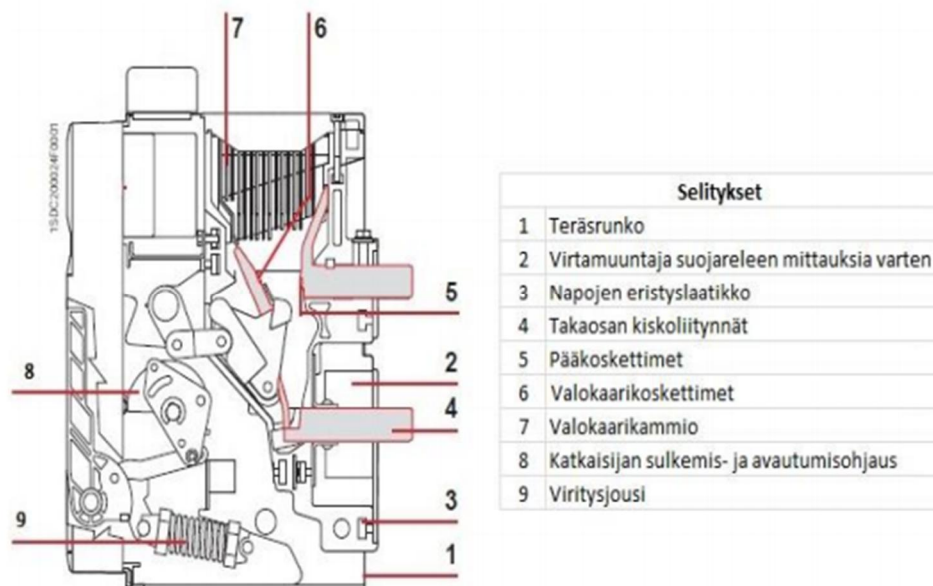 7
6
1SDC200024F0001
5
8
2
4
9
3
1
Selitykset
1 Teräsrunko
2 Virtamuuntaja suojareleen mittauksia varten
3 Napojen eristyslaatikko
4 Takaosan kiskoliitynnät
5 Pääkoskettimet
6 Valokaarikoskettimet
7 Valokaarikammio
8 Katkaisijan sulkemis- ja avautumisohjaus
9 Viritysjousi